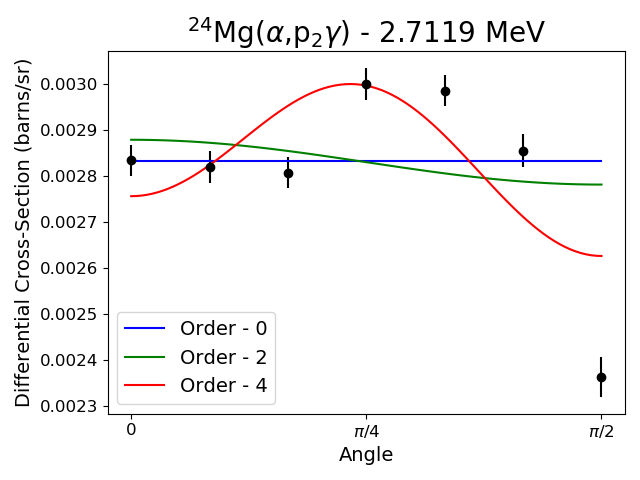 ²⁴Mg(α,p₂γ) - 2.7119 MeV
Differential Cross-Section (barns/sr)
0.0030
0.0029
0.0028
0.0027
0.0026
0.0025
0.0024
0.0023
Order - 0
Order - 2
Order - 4
0 π/4 π/2
Angle